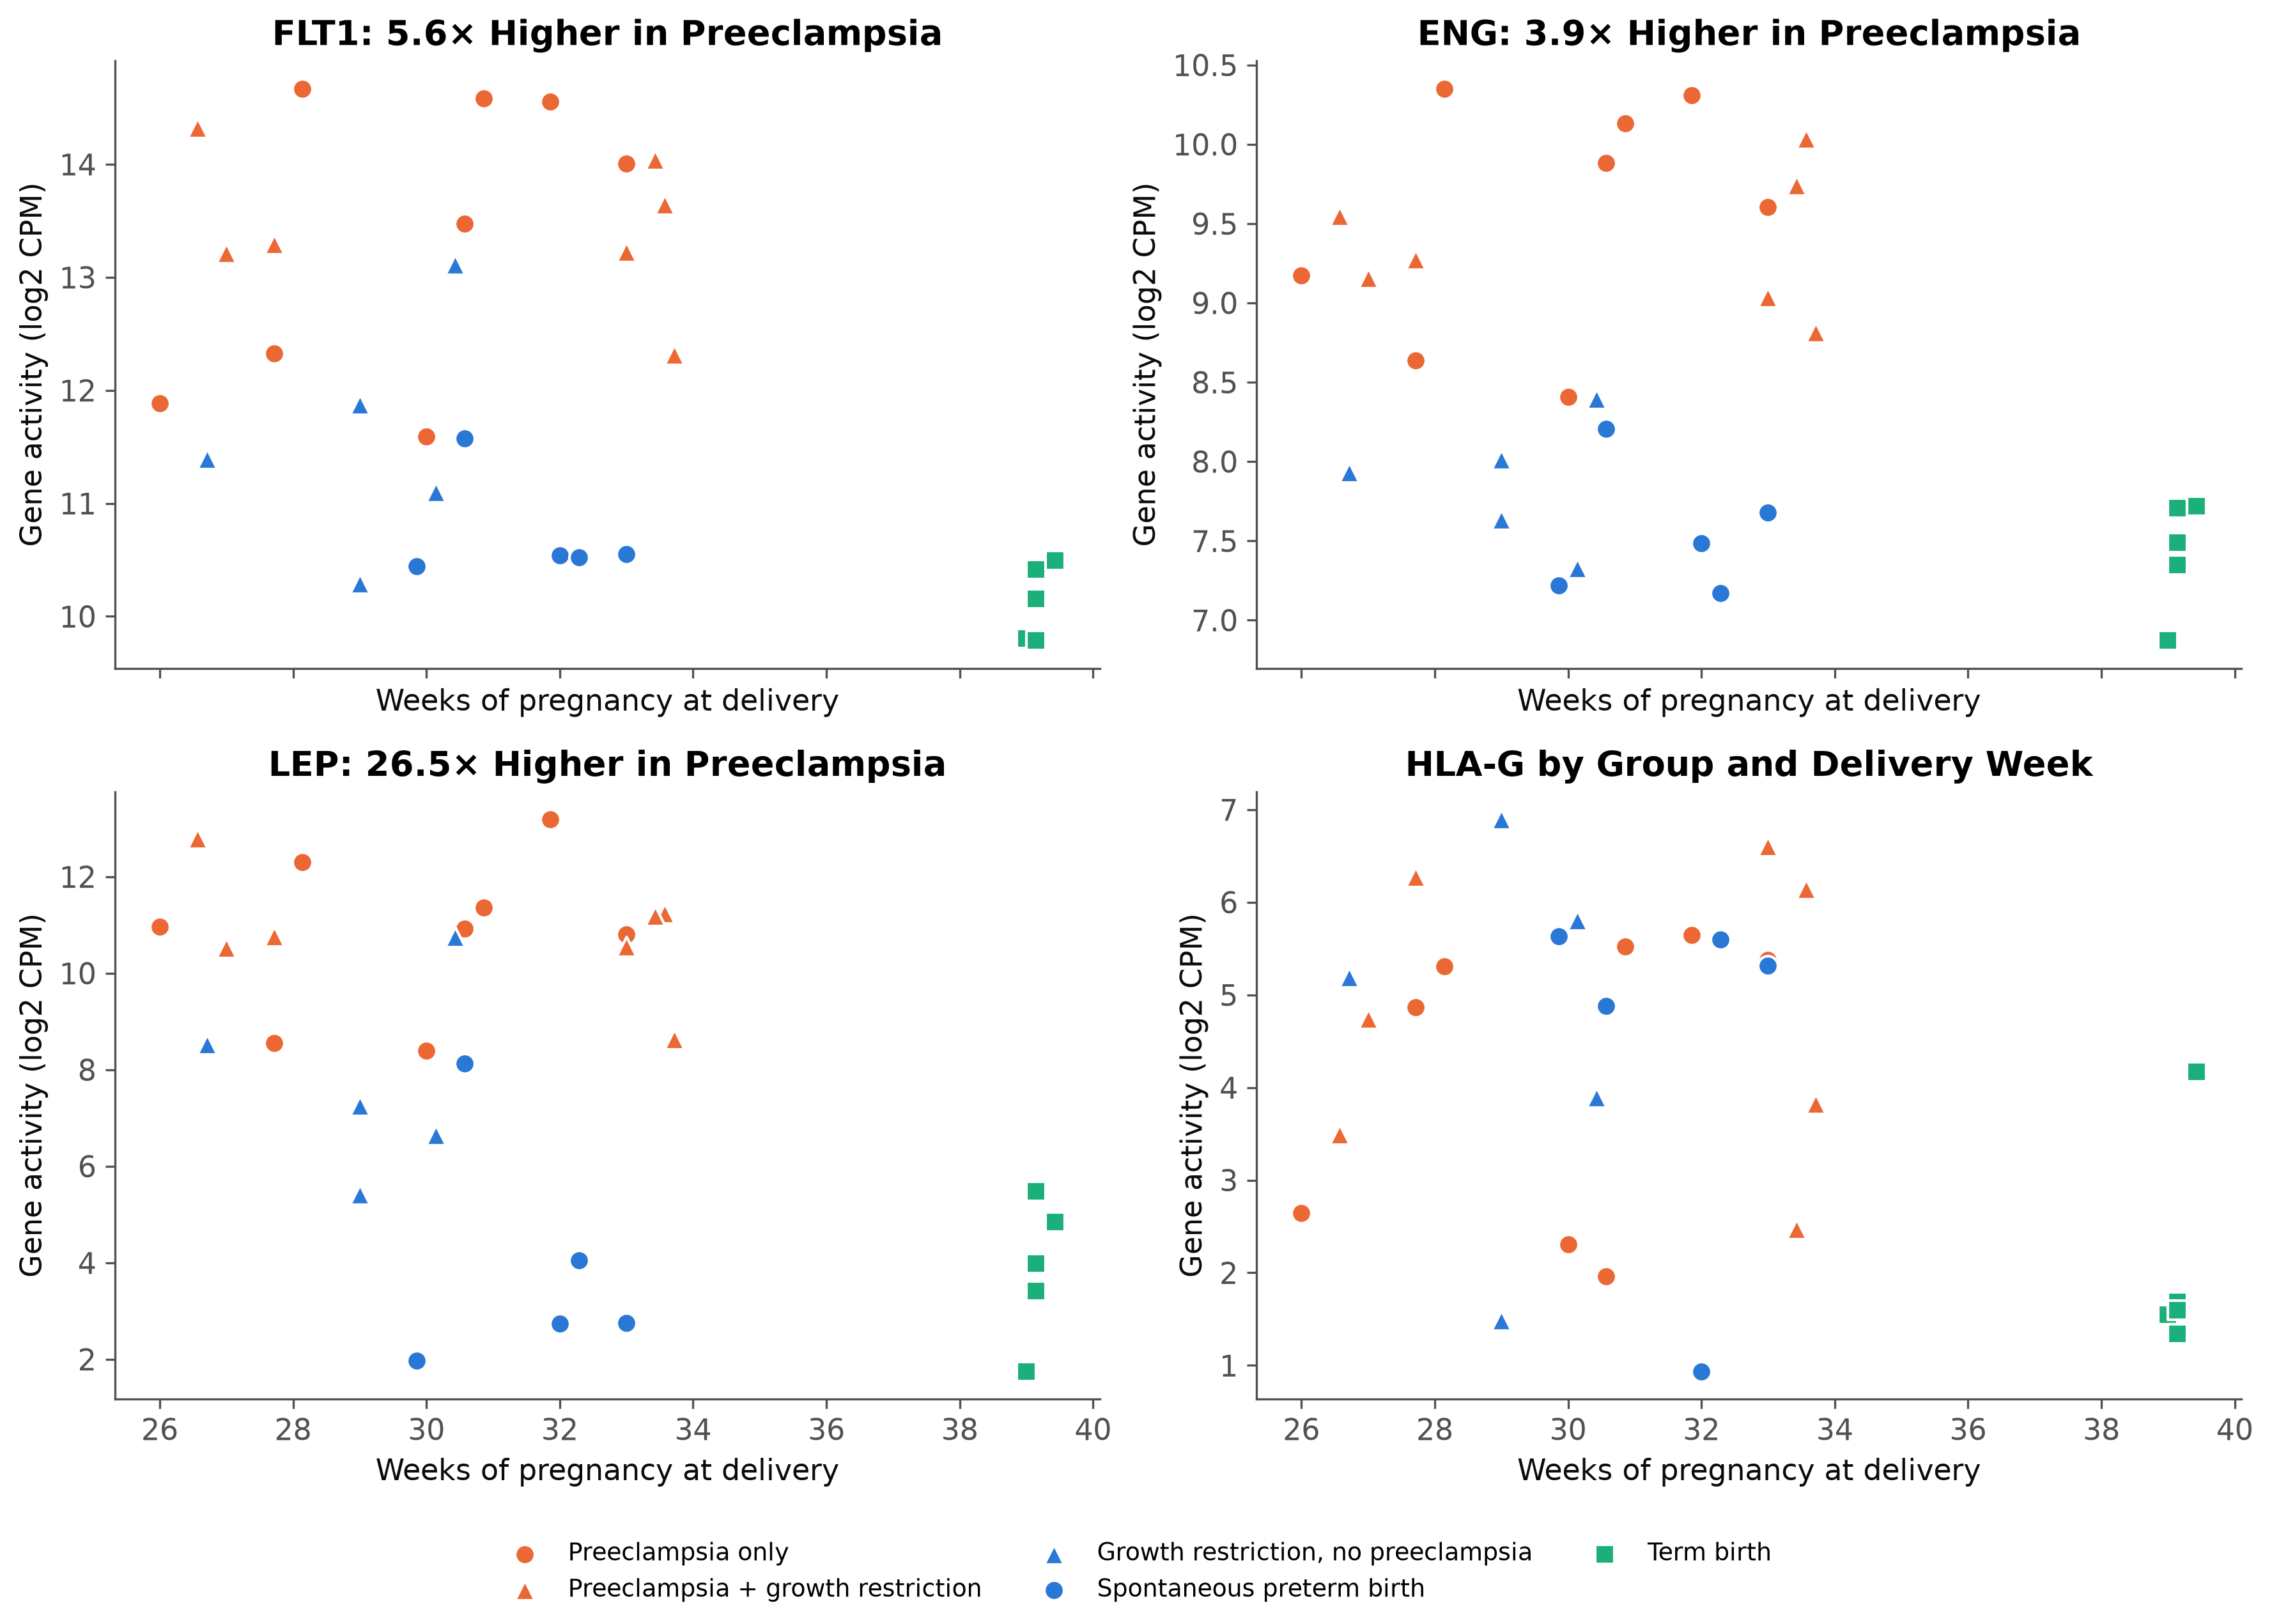 FLT1: 5.6× Higher in Preeclampsia
Gene activity (log2 CPM)
14
13
12
11
10
Weeks of pregnancy at delivery
ENG: 3.9× Higher in Preeclampsia
Gene activity (log2 CPM)
10.5
10.0
9.5
9.0
8.5
8.0
7.5
7.0
Weeks of pregnancy at delivery
LEP: 26.5× Higher in Preeclampsia
Gene activity (log2 CPM)
12
10
8
6
4
2
26 28 30 32 34 36 38 40
Weeks of pregnancy at delivery
HLA-G by Group and Delivery Week
Gene activity (log2 CPM)
7
6
5
4
3
2
1
26 28 30 32 34 36 38 40
Weeks of pregnancy at delivery
Preeclampsia only
Preeclampsia + growth restriction
Growth restriction, no preeclampsia
Spontaneous preterm birth
Term birth